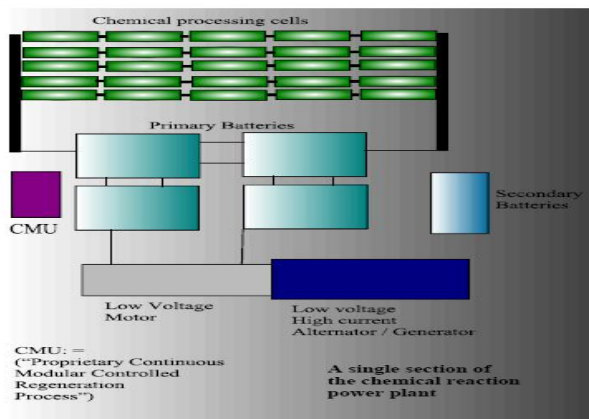 Chemical processing cells
Primary Batteries
CMU
Secondary
Batteries
Low Voltage
Motor
Low voltage
High current
Alternator / Generator
CMU: =
("Proprietary Continuous
Modular Controlled
Regeneration
Process")
A single section of
the chemical reaction
power plant